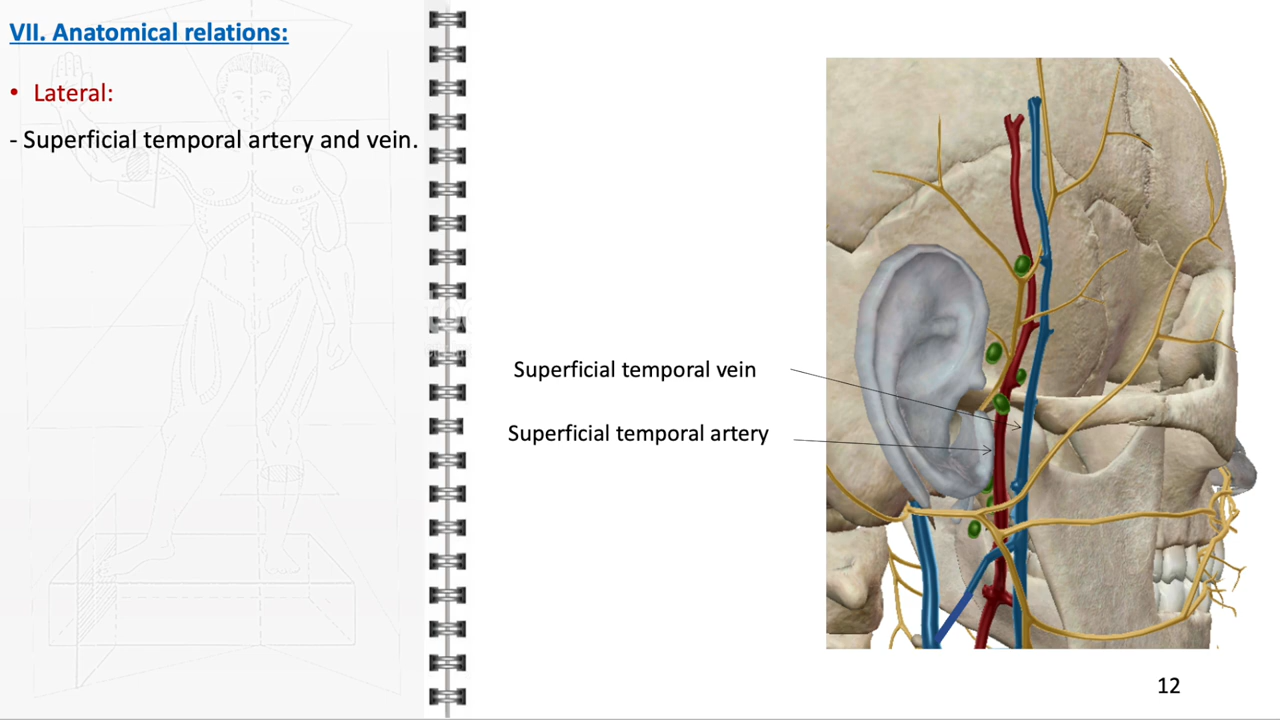 VII. Anatomical relations:
• Lateral:
- Superficial temporal artery and vein.
Superficial temporal vein
Superficial temporal artery
12